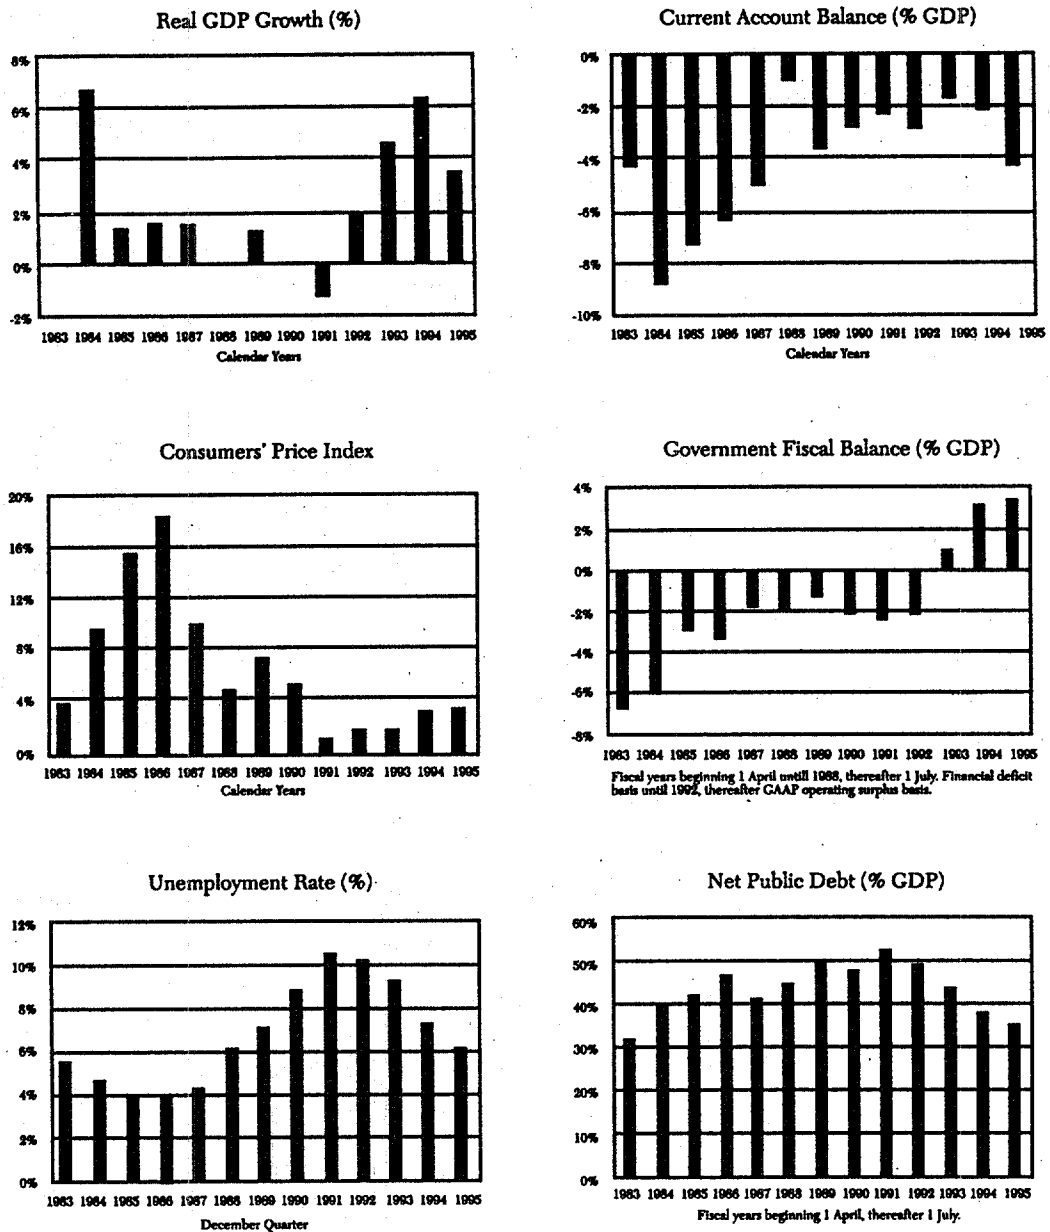 Real GDP Growth (%)
8%
6%
4%
2%
0%
-2%
1983 1984 1985 1986 1987 1988 1989 1990 1991 1992 1993 1994 1995
Calendar Years
Current Account Balance (% GDP)
0%
-2%
-4%
-6%
-8%
-10%
1983 1984 1985 1986 1987 1988 1989 1990 1991 1992 1993 1994 1995
Calendar Years
Consumers' Price Index
20%
16%
12%
8%
4%
0%
1983 1984 1985 1986 1987 1988 1989 1990 1991 1992 1993 1994 1995
Calendar Years
Government Fiscal Balance (% GDP)
4%
2%
0%
-2%
-4%
-6%
-8%
1983 1984 1985 1986 1987 1988 1989 1990 1991 1992 1993 1994 1995
Fiscal years beginning 1 April untill 1988, thereafter 1 July. Financial deficit
basis until 1992, thereafter GAAP operating surplus basis.
Unemployment Rate (%)
12%
10%
8%
6%
4%
2%
0%
1983 1984 1985 1986 1987 1988 1989 1990 1991 1992 1993 1994 1995
December Quarter
Net Public Debt (% GDP)
60%
50%
40%
30%
20%
10%
0%
1983 1984 1985 1986 1987 1988 1989 1990 1991 1992 1993 1994 1995
Fiscal years beginning 1 April, thereafter 1 July.